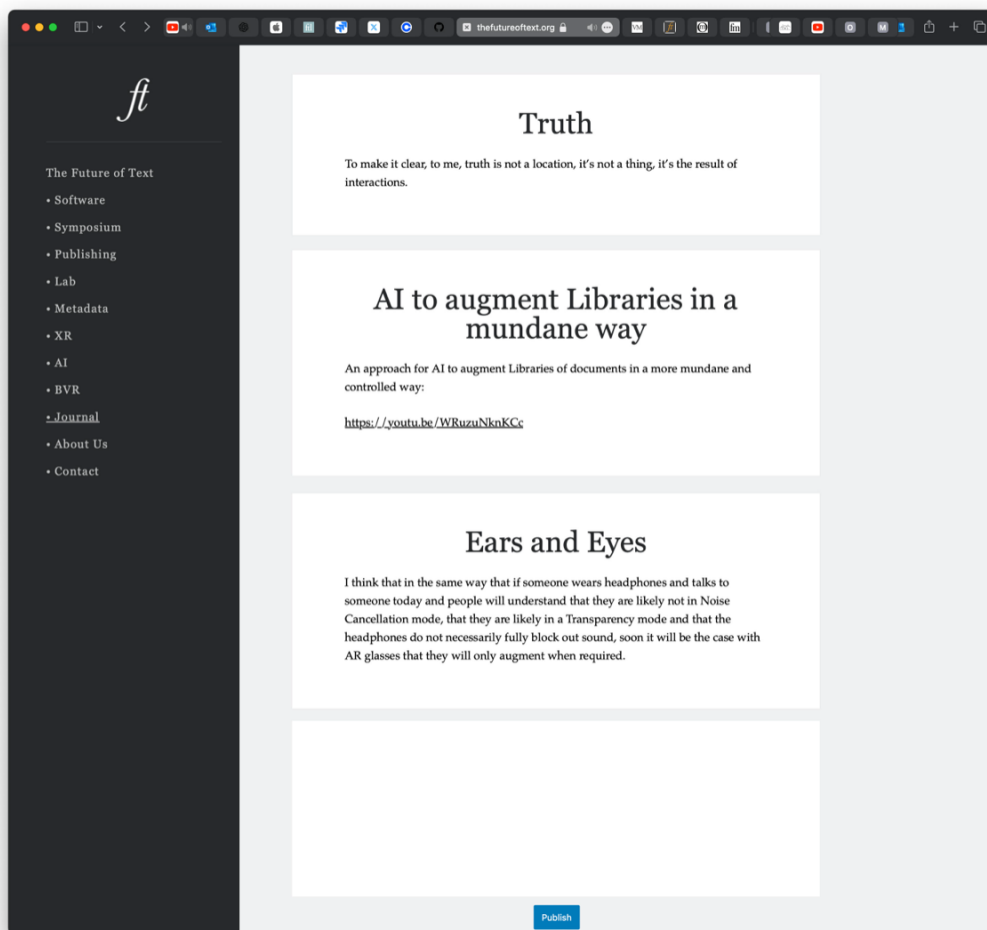 thefutureoftext.org
VM
fm
O
M
ft
The Future of Text
• Software
• Symposium
• Publishing
• Lab
• Metadata
• XR
• AI
• BVR
• Journal
• About Us
• Contact
Truth
To make it clear, to me, truth is not a location, it’s not a thing, it’s the result of
interactions.
AI to augment Libraries in a
mundane way
An approach for AI to augment Libraries of documents in a more mundane and
controlled way:
https://youtu.be/WRuzuNknKCc
Ears and Eyes
I think that in the same way that if someone wears headphones and talks to
someone today and people will understand that they are likely not in Noise
Cancellation mode, that they are likely in a Transparency mode and that the
headphones do not necessarily fully block out sound, soon it will be the case with
AR glasses that they will only augment when required.
Publish